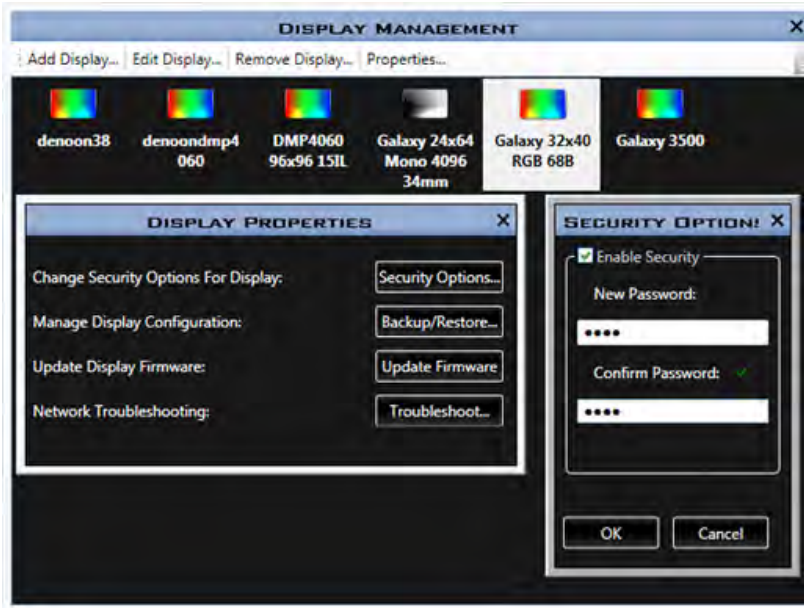 DISPLAY MANAGEMENT
Add Display... Edit Display... Remove Display... Properties...
denoon38
denoondmp4
060
DMP4060
96x96 15IL
Galaxy 24x64
Mono 4096
34mm
Galaxy 32x40
RGB 68B
Galaxy 3500
DISPLAY PROPERTIES
Change Security Options For Display: Security Options...
Manage Display Configuration: Backup/Restore...
Update Display Firmware: Update Firmware
Network Troubleshooting: Troubleshoot...
SECURITY OPTION!
Enable Security
New Password:
••••
Confirm Password:
••••
OK Cancel